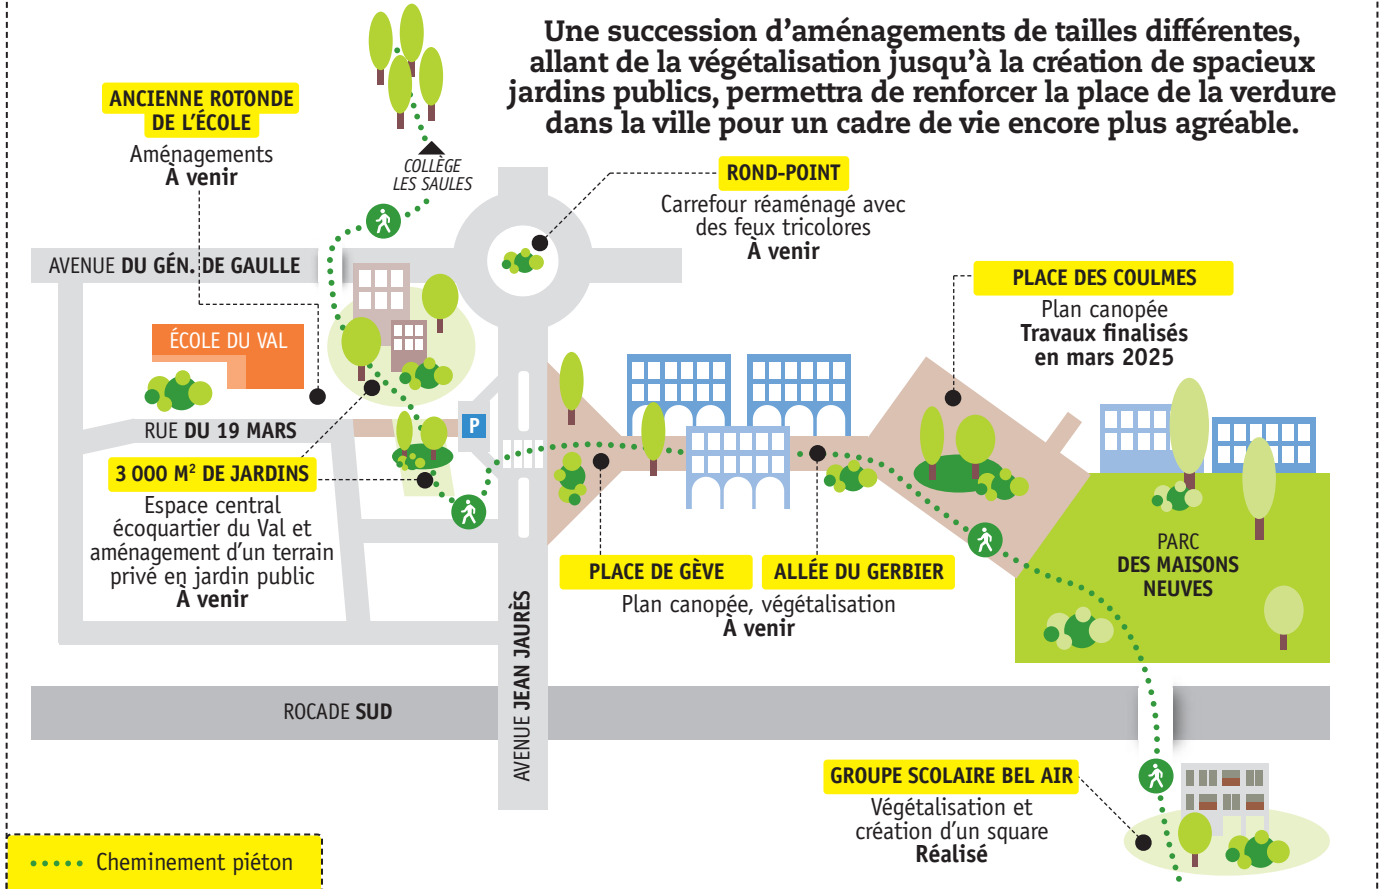 Une succession d’aménagements de tailles différentes,
allant de la végétalisation jusqu’à la création de spacieux
jardins publics, permettra de renforcer la place de la verdure
dans la ville pour un cadre de vie encore plus agréable.
ANCIENNE ROTONDE
DE L’ÉCOLE
Aménagements
À venir
COLLÈGE
LES SAULES
ROND-POINT
Carrefour réaménagé avec
des feux tricolores
À venir
AVENUE DU GÉN. DE GAULLE
PLACE DES COULMES
Plan canopée
Travaux finalisés
en mars 2025
ÉCOLE DU VAL
RUE DU 19 MARS
P
3 000 M² DE JARDINS
Espace central
écoquartier du Val et
aménagement d’un terrain
privé en jardin public
À venir
PLACE DE GÈVE
ALLÉE DU GERBIER
Plan canopée, végétalisation
À venir
PARC
DES MAISONS
NEUVES
AVENUE JEAN JAURÈS
ROCADE SUD
GROUPE SCOLAIRE BEL AIR
Végétalisation et
création d’un square
Réalisé
Cheminement piéton